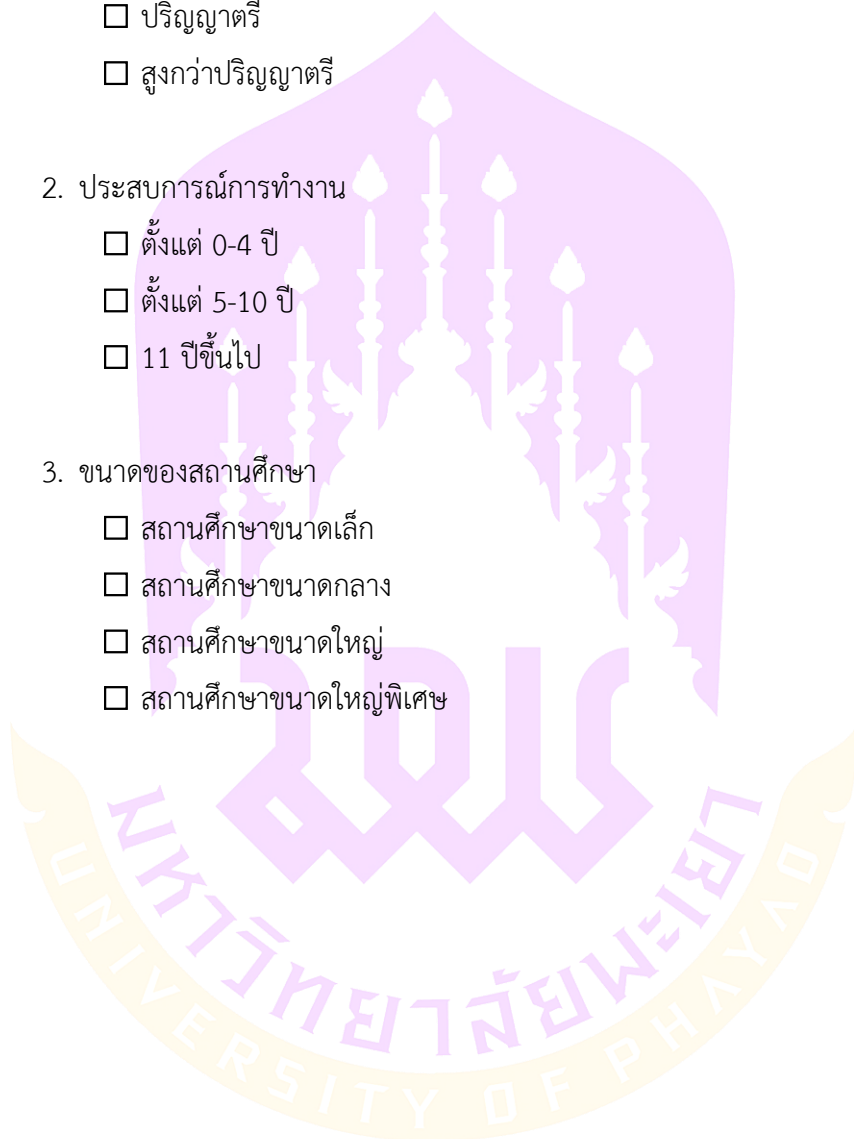 ☐ ปริญญาตรี
☐ สูงกว่าปริญญาตรี
2. ประสบการณ์การทำงาน
☐ ตั้งแต่ 0-4 ปี
☐ ตั้งแต่ 5-10 ปี
☐ 11 ปีขึ้นไป
3. ขนาดของสถานศึกษา
☐ สถานศึกษาขนาดเล็ก
☐ สถานศึกษาขนาดกลาง
☐ สถานศึกษาขนาดใหญ่
☐ สถานศึกษาขนาดใหญ่พิเศษ
มหาวิทยาลัยพะเยา
UNIVERSITY OF PHAYAO